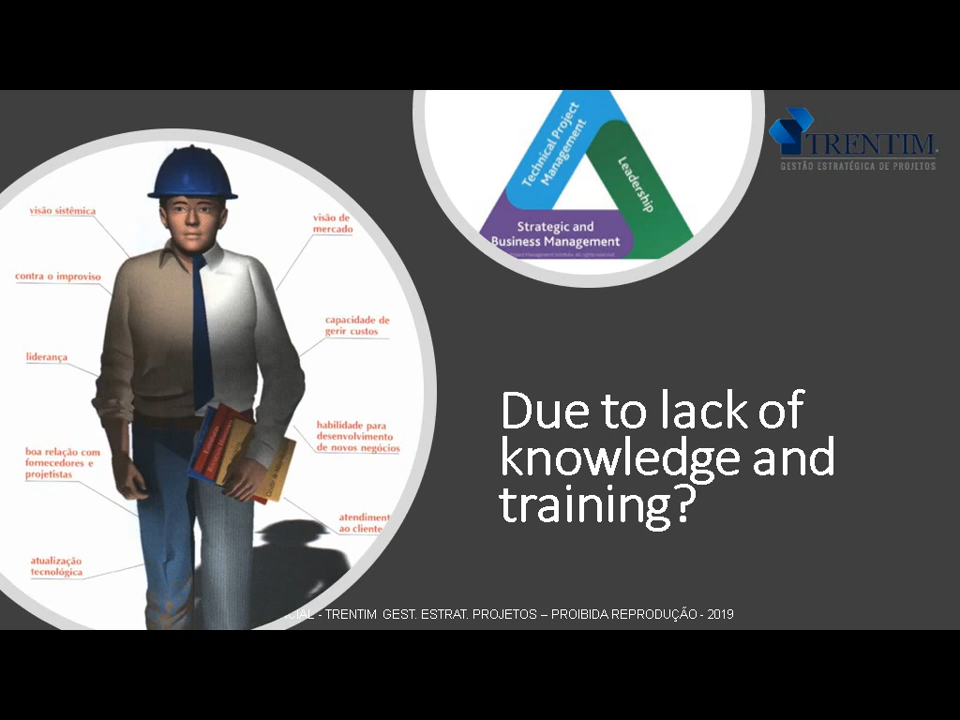 visão sistêmica
contra o improviso
liderança
boa relação com
fornecedores e
projetistas
atualização
tecnológica
visão de
mercado
capacidade de
gerir custos
habilidade para
desenvolvimento
de novos negócios
atendiment
ao cliente
Technical Project
Management
Leadership
Strategic and
Business Management
TRENTIM
GESTÃO ESTRATÉGICA DE PROJETOS
Due to lack of
knowledge and
training?
CIAL - TRENTIM GEST. ESTRAT. PROJETOS – PROIBIDA REPRODUÇÃO - 2019